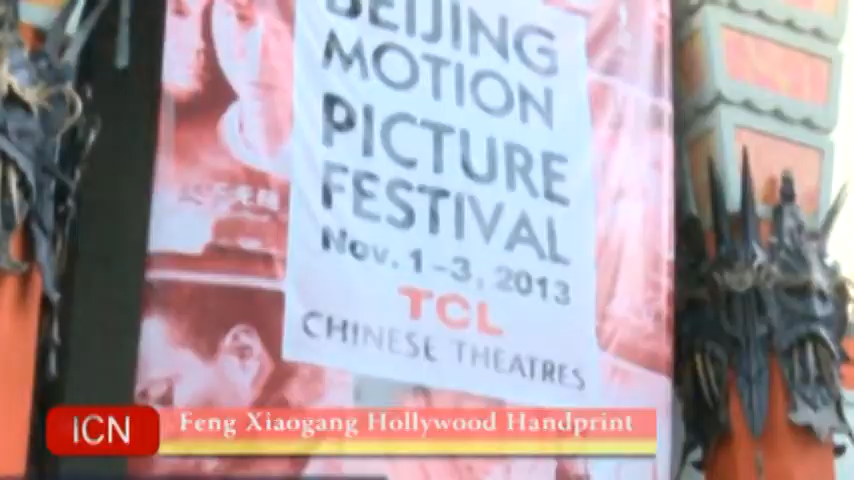 BEIJING
MOTION
PICTURE
FESTIVAL
Nov. 1-3, 2013
TCL
CHINESE THEATRES
ICN
Feng Xiaogang Hollywood Handprint